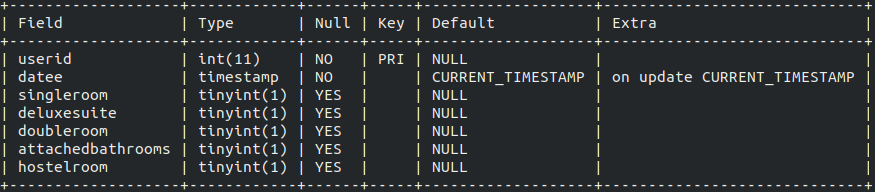 +-------------------+------------+------+-----+-------------------+-----------------------------+
| Field             | Type       | Null | Key | Default           | Extra                       |
+-------------------+------------+------+-----+-------------------+-----------------------------+
| userid            | int(11)    | NO   | PRI | NULL              |                             |
| datee             | timestamp  | NO   |     | CURRENT_TIMESTAMP | on update CURRENT_TIMESTAMP |
| singleroom        | tinyint(1) | YES  |     | NULL              |                             |
| deluxesuite       | tinyint(1) | YES  |     | NULL              |                             |
| doubleroom        | tinyint(1) | YES  |     | NULL              |                             |
| attachedbathrooms | tinyint(1) | YES  |     | NULL              |                             |
| hostelroom        | tinyint(1) | YES  |     | NULL              |                             |
+-------------------+------------+------+-----+-------------------+-----------------------------+